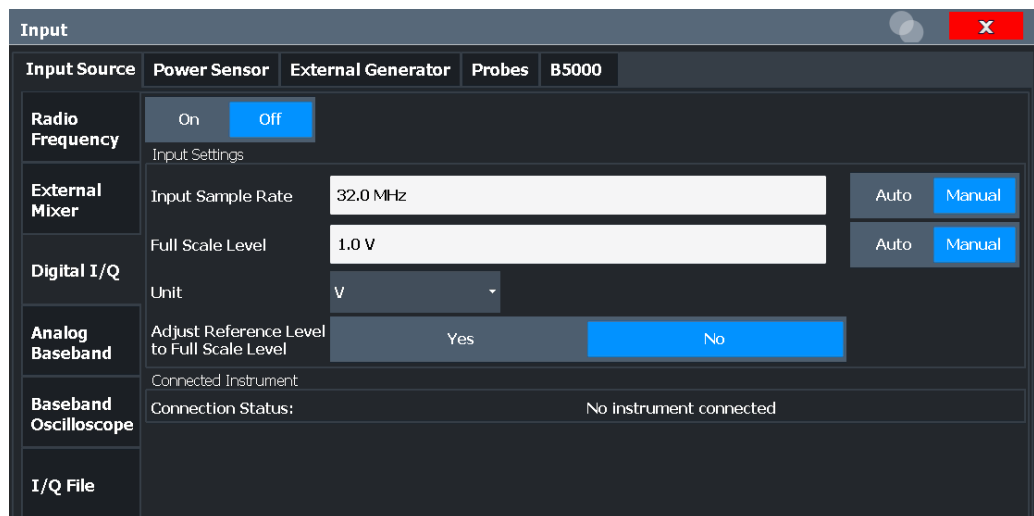 Input
X
Input Source Power Sensor External Generator Probes B5000
Radio
Frequency
On Off
Input Settings
External
Mixer
Input Sample Rate 32.0 MHz Auto Manual
Full Scale Level 1.0 V Auto Manual
Digital I/Q
Unit V
Analog
Baseband
Adjust Reference Level
to Full Scale Level
Yes No
Connected Instrument
Baseband
Oscilloscope
Connection Status: No instrument connected
I/Q File